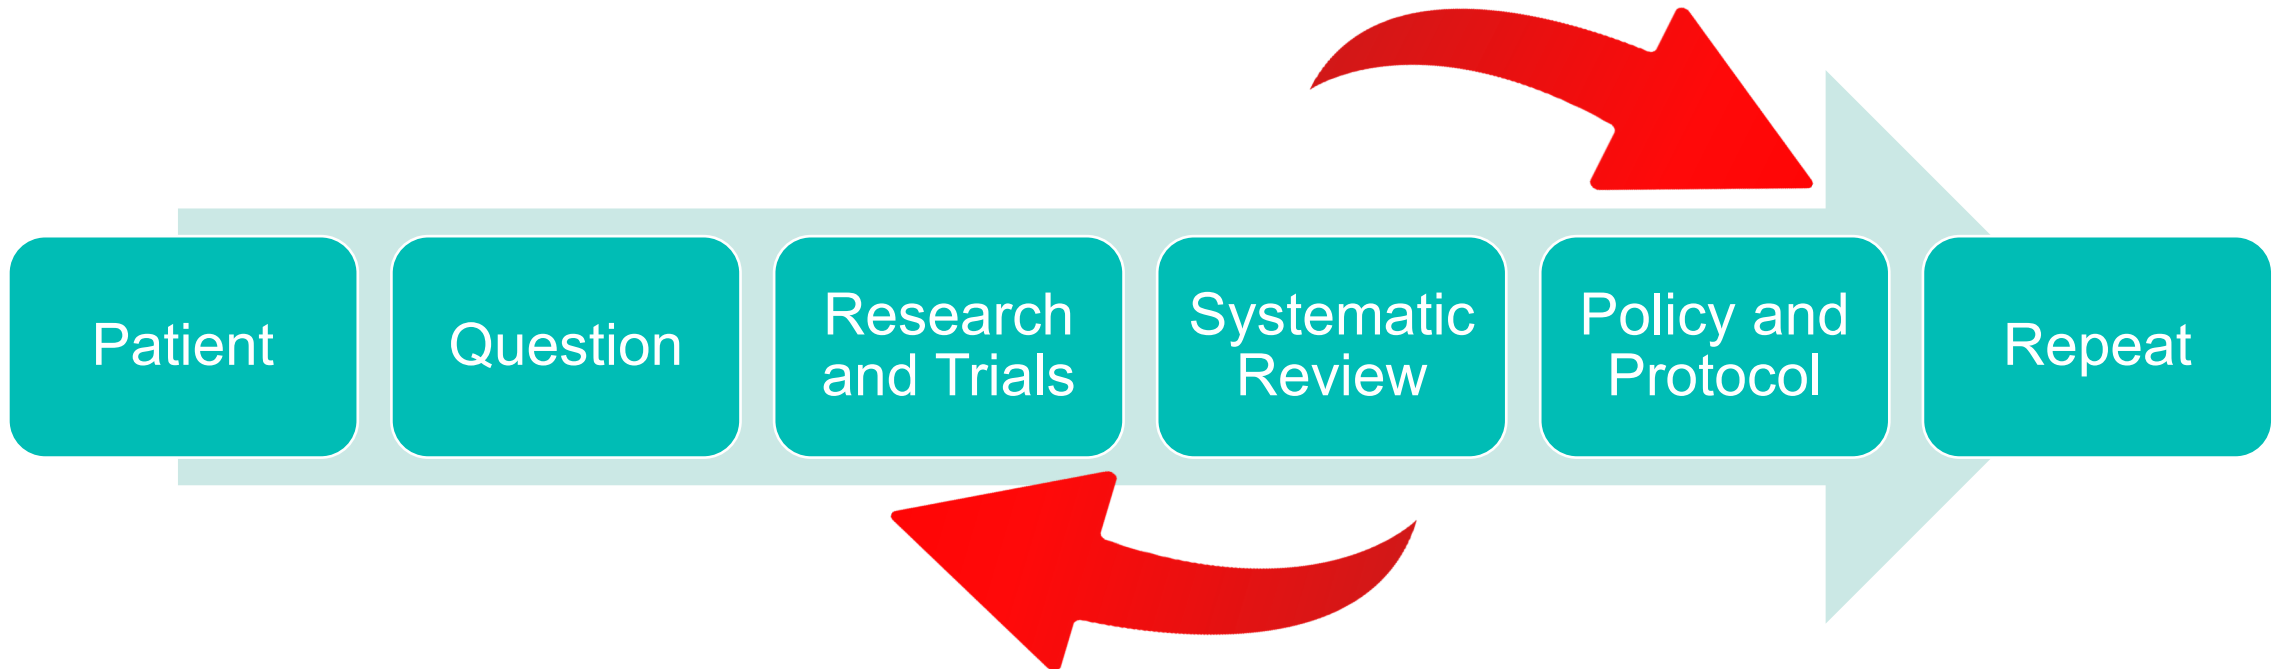 Patient
Question
Research
and Trials
Systematic
Review
Policy and
Protocol
Repeat